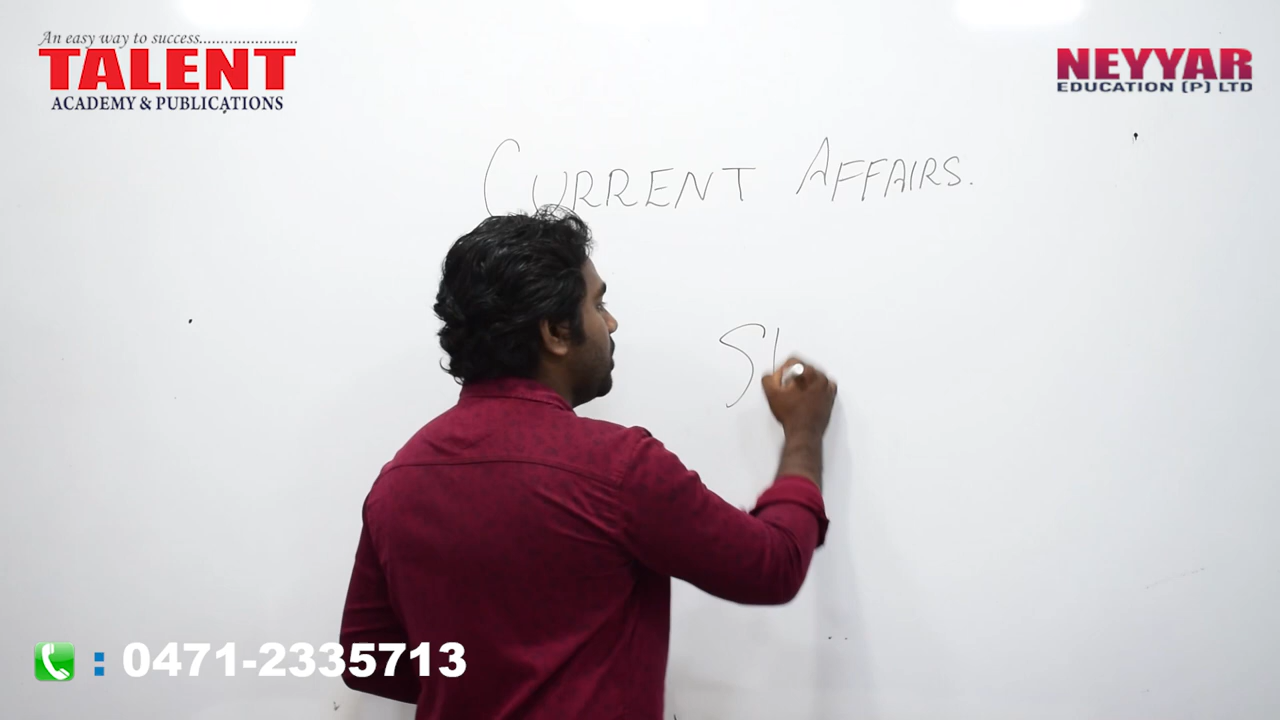 An easy way to success.......................
TALENT
ACADEMY & PUBLICATIONS
NEYYAR
EDUCATION (P) LTD
CURRENT AFFAIRS.
: 0471-2335713